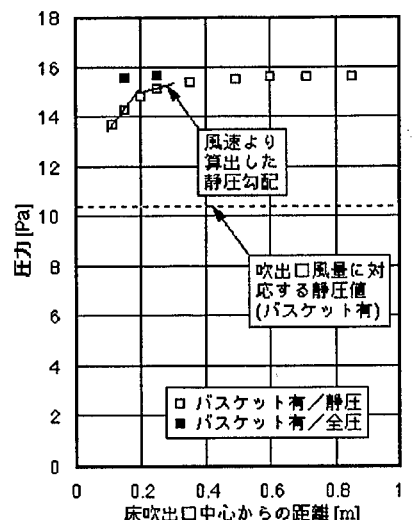 18
16
14
12
10
8
6
4
2
0
圧力[Pa]
風速より
算出した
静圧勾配
吹出口風量に対
応する静圧値
(バスケット有)
□ バスケット有／静圧
■ バスケット有／全圧
0 0.2 0.4 0.6 0.8 1
床吹出口中心からの距離[m]